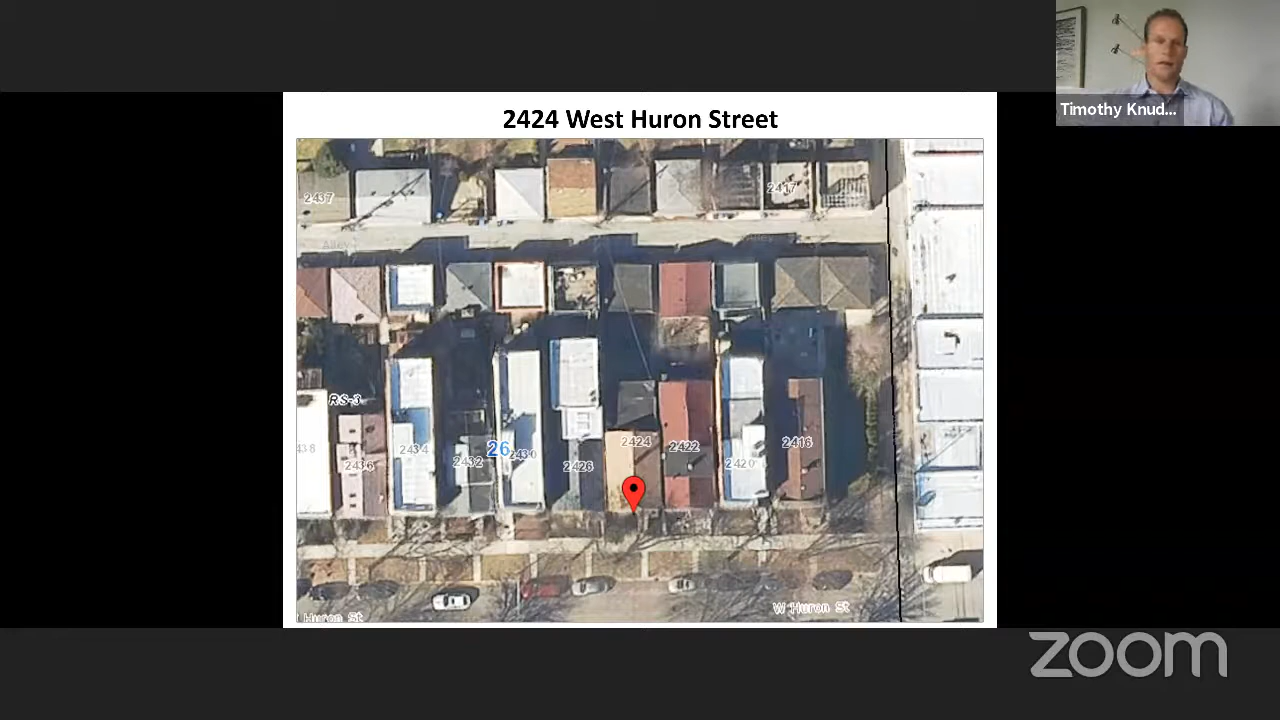 Timothy Knud...
2424 West Huron Street
2437
2417
Alley
RS-3
2436
2434
2432
26
2430
2426
2424
2422
2420
2416
W Huron St
Huron St
zoom